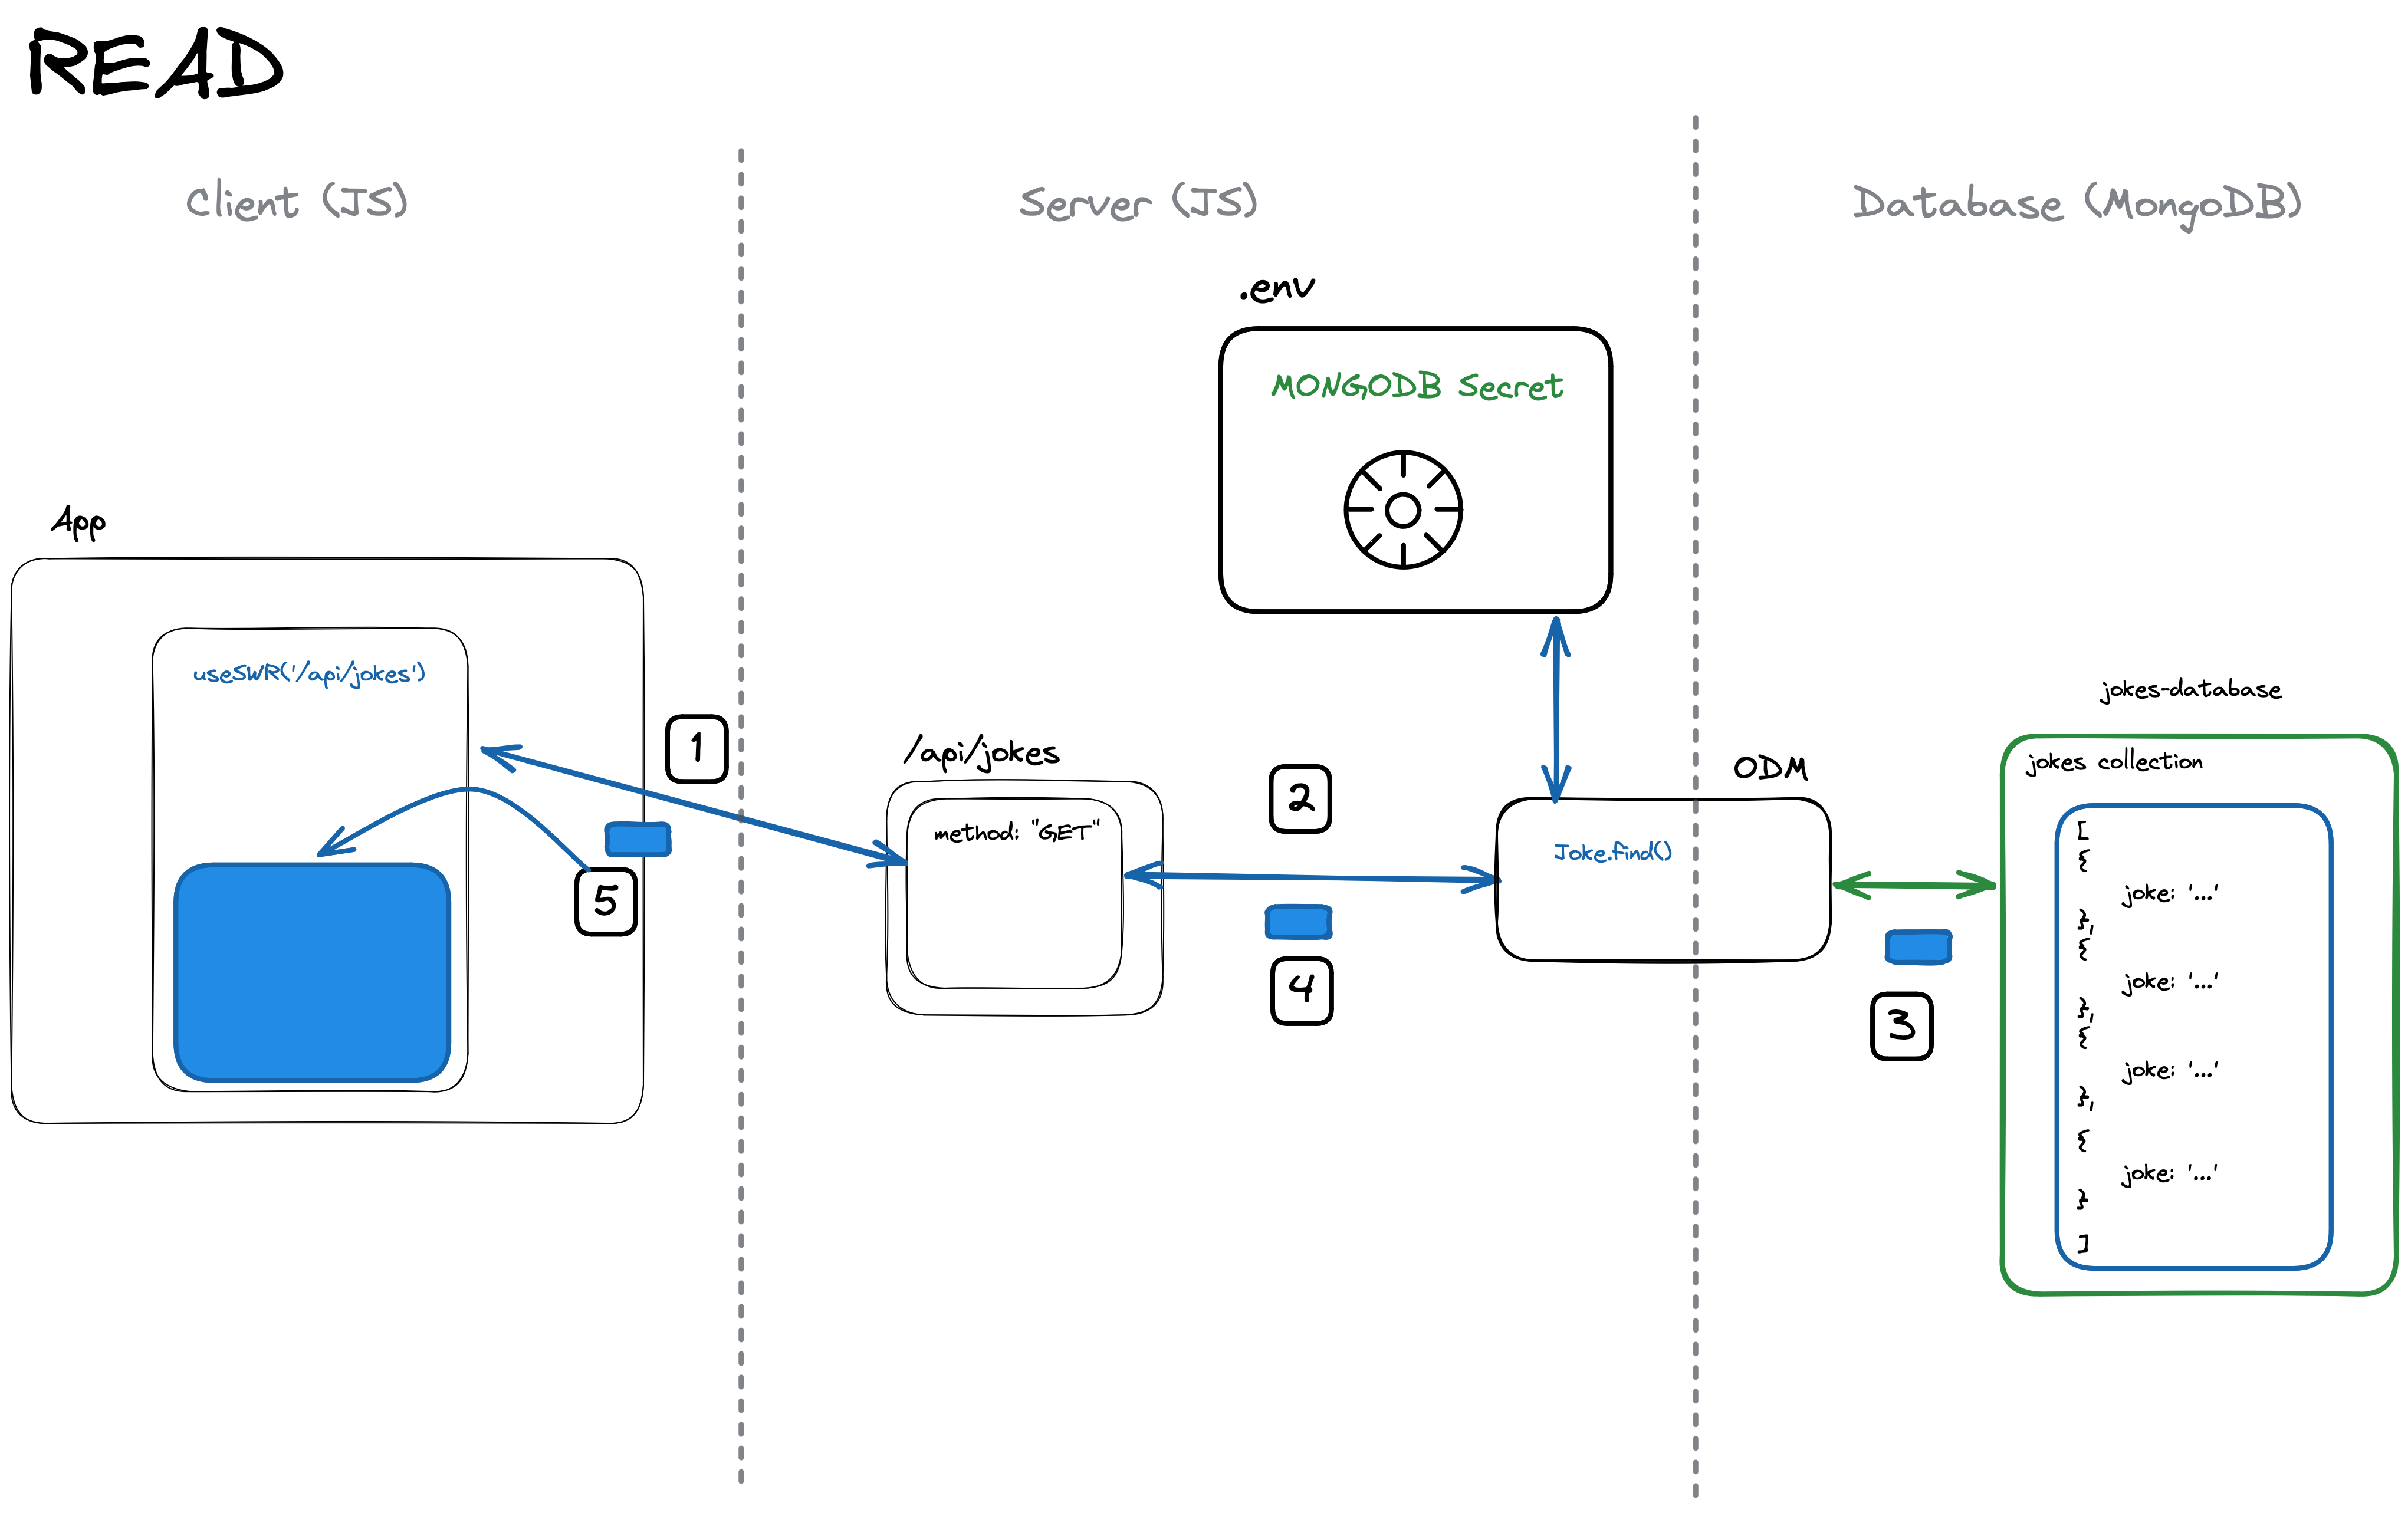 READ
Client (JS)
Server (JS)
Database (MongoDB)
.env
MONGODB Secret
App
useSWR('/api/jokes')
1
5
/api/jokes
method: "GET"
2
4
ODM
Joke.find()
3
jokes-database
jokes collection
[
{
joke: '...'
},
{
joke: '...'
},
{
joke: '...'
},
{
joke: '...'
}
]